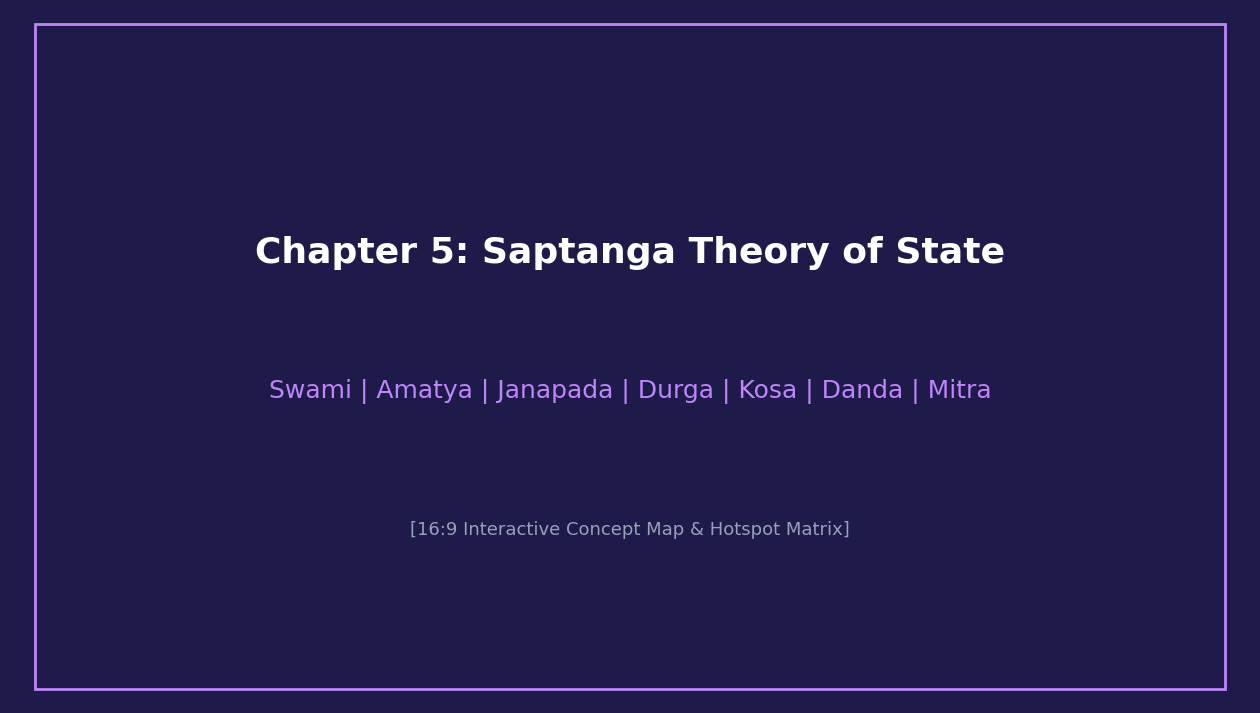 Chapter 5: Saptanga Theory of State
Swami | Amatya | Janapada | Durga | Kosa | Danda | Mitra
[16:9 Interactive Concept Map & Hotspot Matrix]